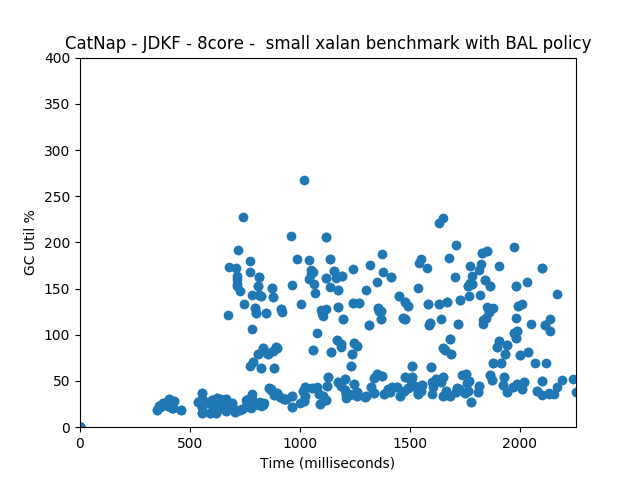 CatNap - JDKF - 8core -  small xalan benchmark with BAL policy
400
350
300
250
200
150
100
50
0
GC Util %
0 500 1000 1500 2000
Time (milliseconds)